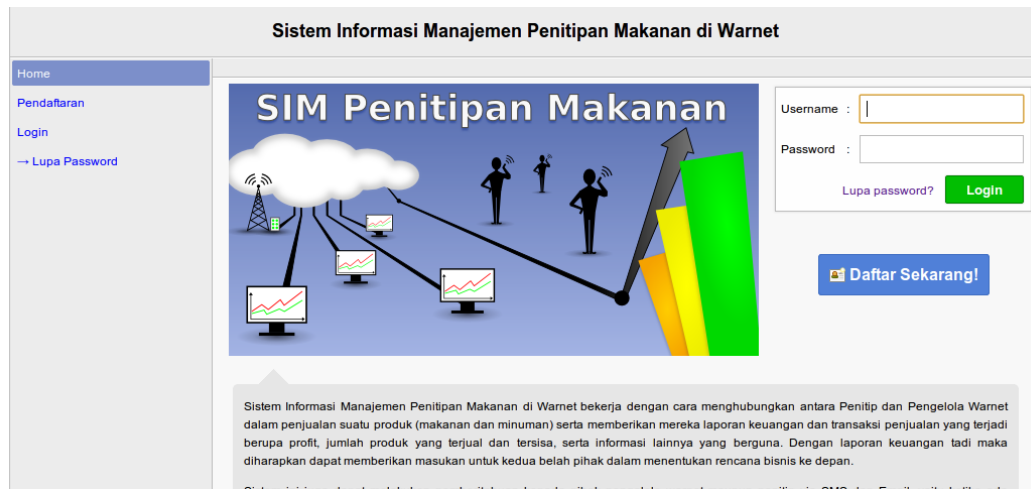 Sistem Informasi Manajemen Penitipan Makanan di Warnet
Home
Pendaftaran
Login
→ Lupa Password
SIM Penitipan Makanan
Username :
Password :
Lupa password?
Login
Daftar Sekarang!
Sistem Informasi Manajemen Penitipan Makanan di Warnet bekerja dengan cara menghubungkan antara Penitip dan Pengelola Warnet
dalam penjualan suatu produk (makanan dan minuman) serta memberikan mereka laporan keuangan dan transaksi penjualan yang terjadi
berupa profit, jumlah produk yang terjual dan tersisa, serta informasi lainnya yang berguna. Dengan laporan keuangan tadi maka
diharapkan dapat memberikan masukan untuk kedua belah pihak dalam menentukan rencana bisnis ke depan.